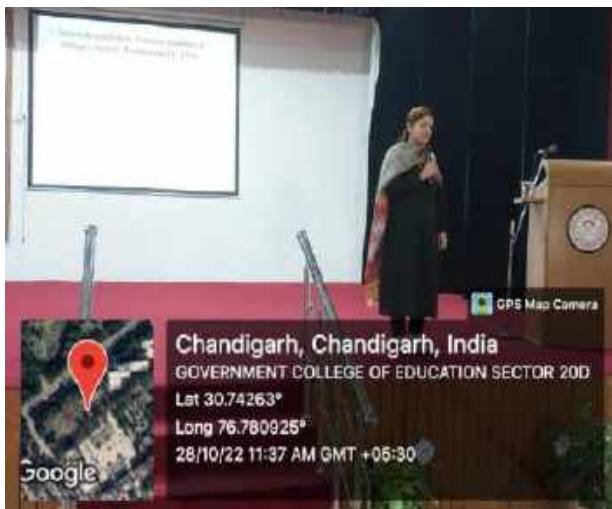 GPS Map Camera
Chandigarh, Chandigarh, India
GOVERNMENT COLLEGE OF EDUCATION SECTOR 20D
Lat 30.74263°
Long 76.780925°
28/10/22 11:37 AM GMT +05:30
Google